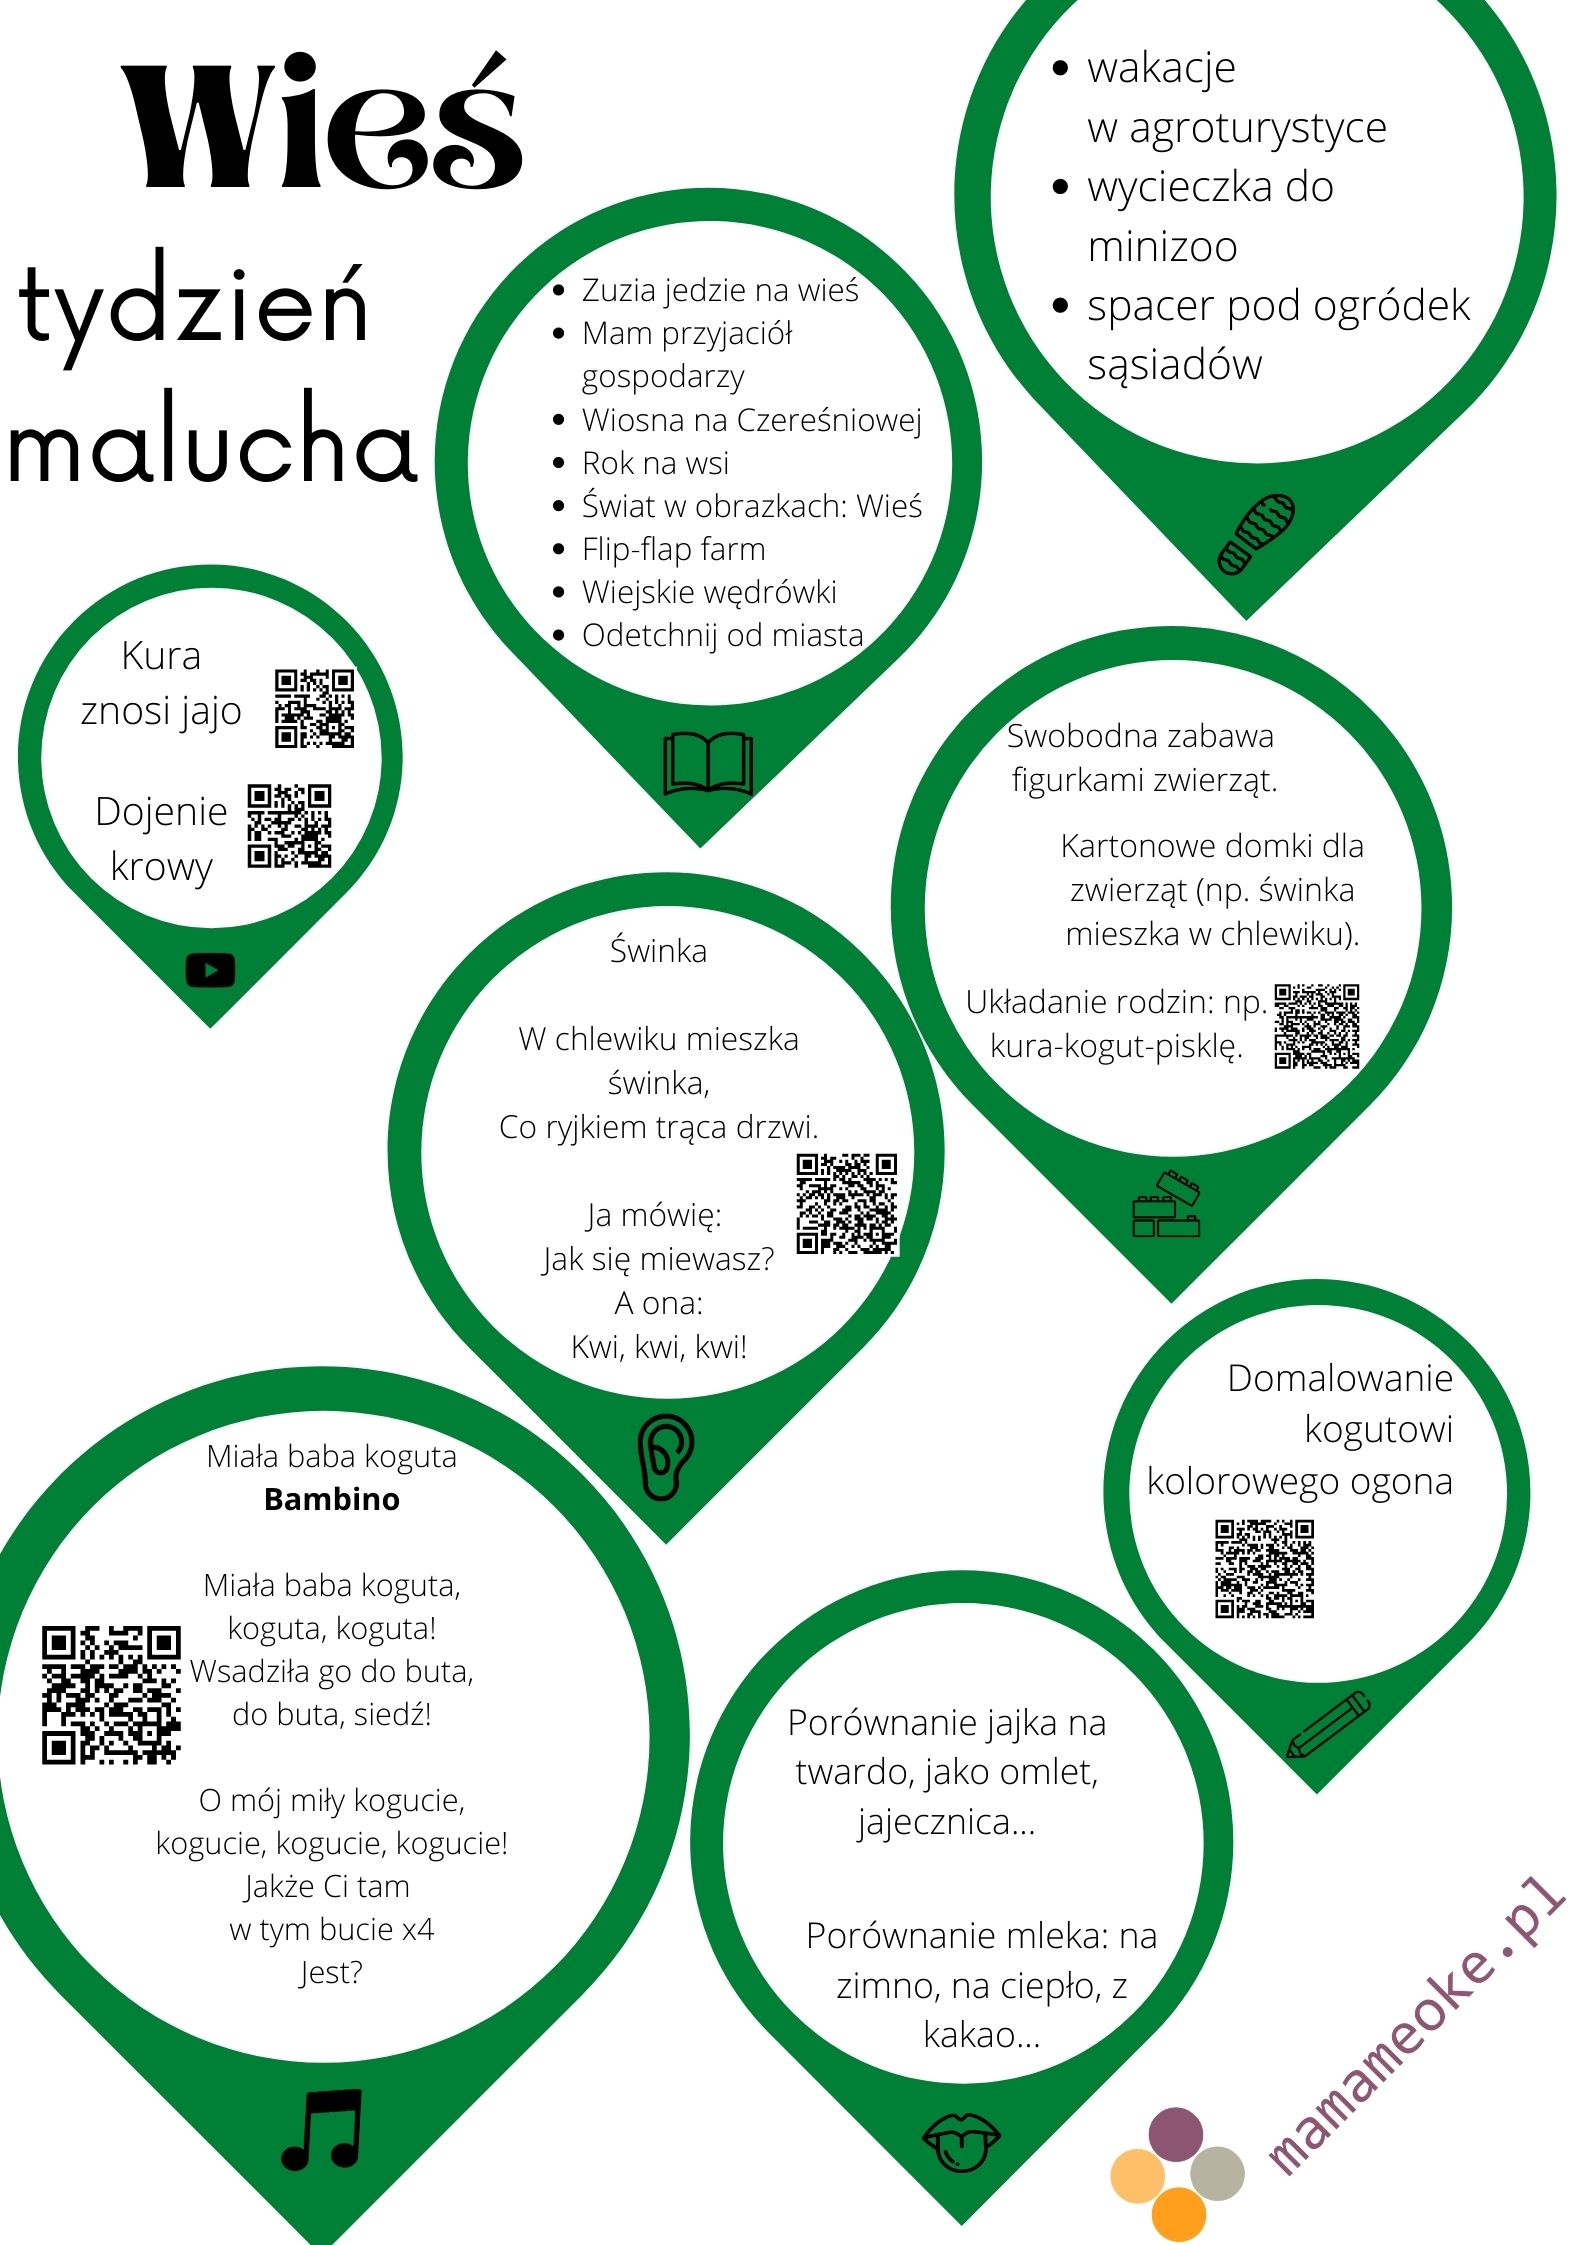 Wieś
tydzień
malucha
wakacje
w agroturystyce
wycieczka do
minizoo
spacer pod ogródek
sąsiadów
Zuzia jedzie na wieś
Mam przyjaciół
gospodarzy
Wiosna na Czereśniowej
Rok na wsi
Świat w obrazkach: Wieś
Flip-flap farm
Wiejskie wędrówki
Odetchnij od miasta
Kura
znosi jajo
Dojenie
krowy
Swobodna zabawa
figurkami zwierząt.
Kartonowe domki dla
zwierząt (np. świnka
mieszka w chlewiku).
Układanie rodzin: np.
kura-kogut-pisklę.
Świnka
W chlewiku mieszka
świnka,
Co ryjkiem trąca drzwi.
Ja mówię:
Jak się miewasz?
A ona:
Kwi, kwi, kwi!
Domalowanie
kogutowi
kolorowego ogona
Miała baba koguta
Bambino
Miała baba koguta,
koguta, koguta!
Wsadziła go do buta,
do buta, siedź!
O mój miły kogucie,
kogucie, kogucie, kogucie!
Jakże Ci tam
w tym bucie x4
Jest?
Porównanie jajka na
twardo, jako omlet,
jajecznica...
Porównanie mleka: na
zimno, na ciepło, z
kakao...
mamameoke.pl